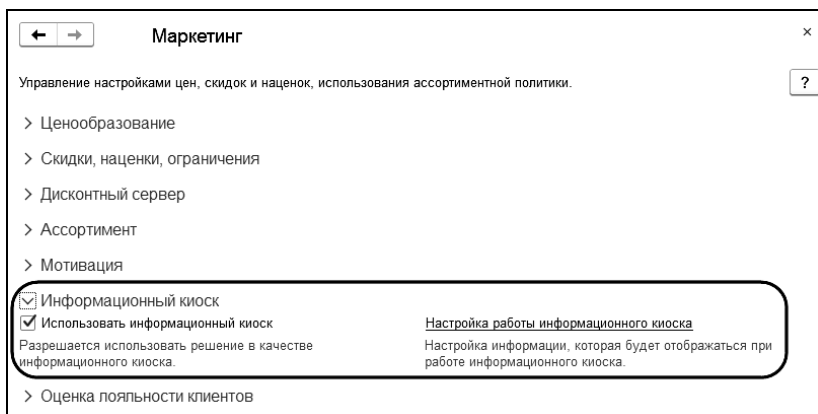 Маркетинг
Управление настройками цен, скидок и наценок, использования ассортиментной политики.
?
Ценообразование
Скидки, наценки, ограничения
Дисконтный сервер
Ассортимент
Мотивация
Информационный киоск
Использовать информационный киоск
Настройка работы информационного киоска
Разрешается использовать решение в качестве
информационного киоска.
Настройка информации, которая будет отображаться при
работе информационного киоска.
Оценка лояльности клиентов